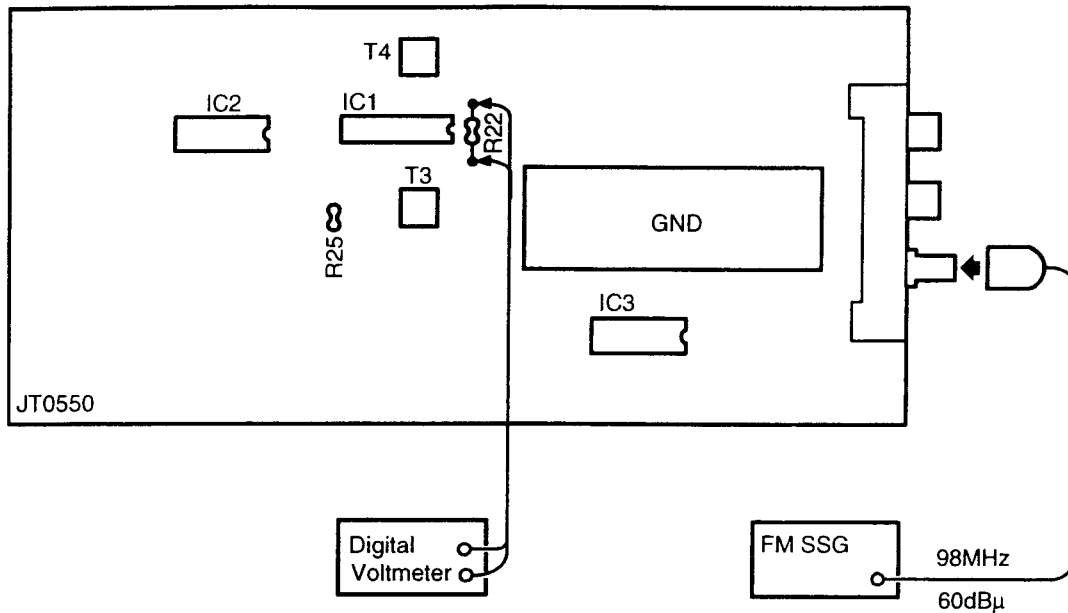 T4
IC2
IC1
R22
T3
R25
GND
IC3
JT0550
Digital
Voltmeter
FM SSG
98MHz
60dBμ